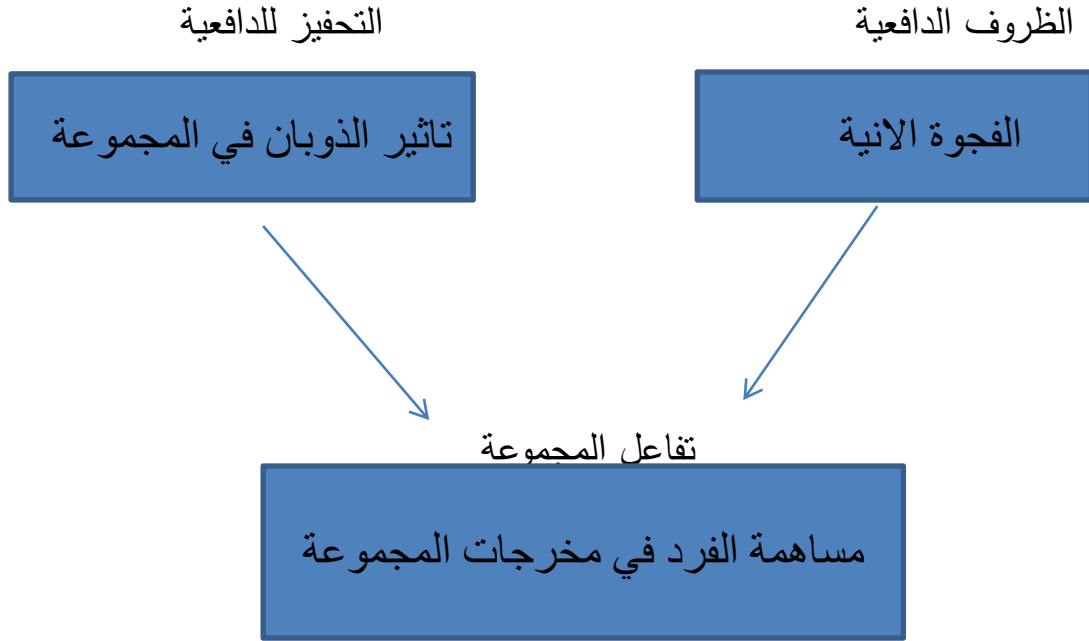 الظروف الدافعية
التحفيز للدافعية
الفجوة الانية
تاثير الذوبان في المجموعة
تفاعل المجموعة
مساهمة الفرد في مخرجات المجموعة